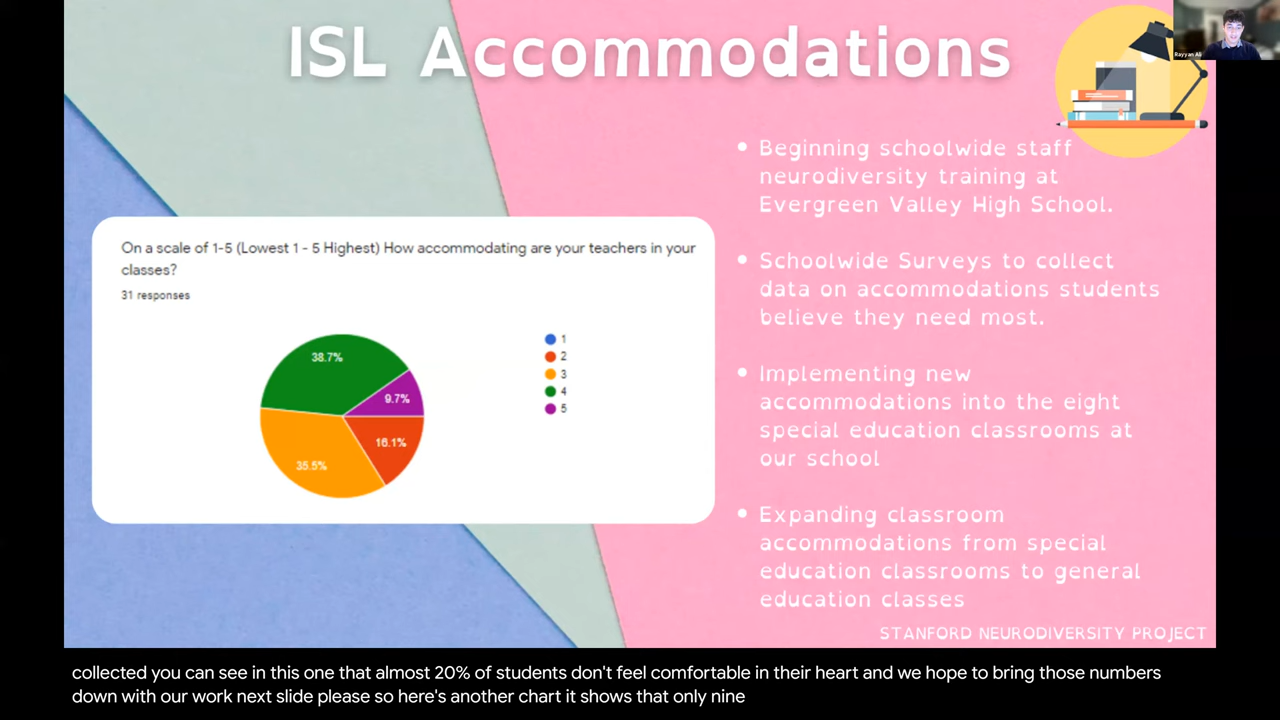 ISL Accommodations
Rayyan Ali
On a scale of 1-5 (Lowest 1 - 5 Highest) How accommodating are your teachers in your
classes?
31 responses
38.7%
9.7%
16.1%
35.5%
1
2
3
4
5
• Beginning schoolwide staff
neurodiversity training at
Evergreen Valley High School.
• Schoolwide Surveys to collect
data on accommodations students
believe they need most.
• Implementing new
accommodations into the eight
special education classrooms at
our school
• Expanding classroom
accommodations from special
education classrooms to general
education classes
STANFORD NEURODIVERSITY PROJECT
collected you can see in this one that almost 20% of students don't feel comfortable in their heart and we hope to bring those numbers
down with our work next slide please so here's another chart it shows that only nine